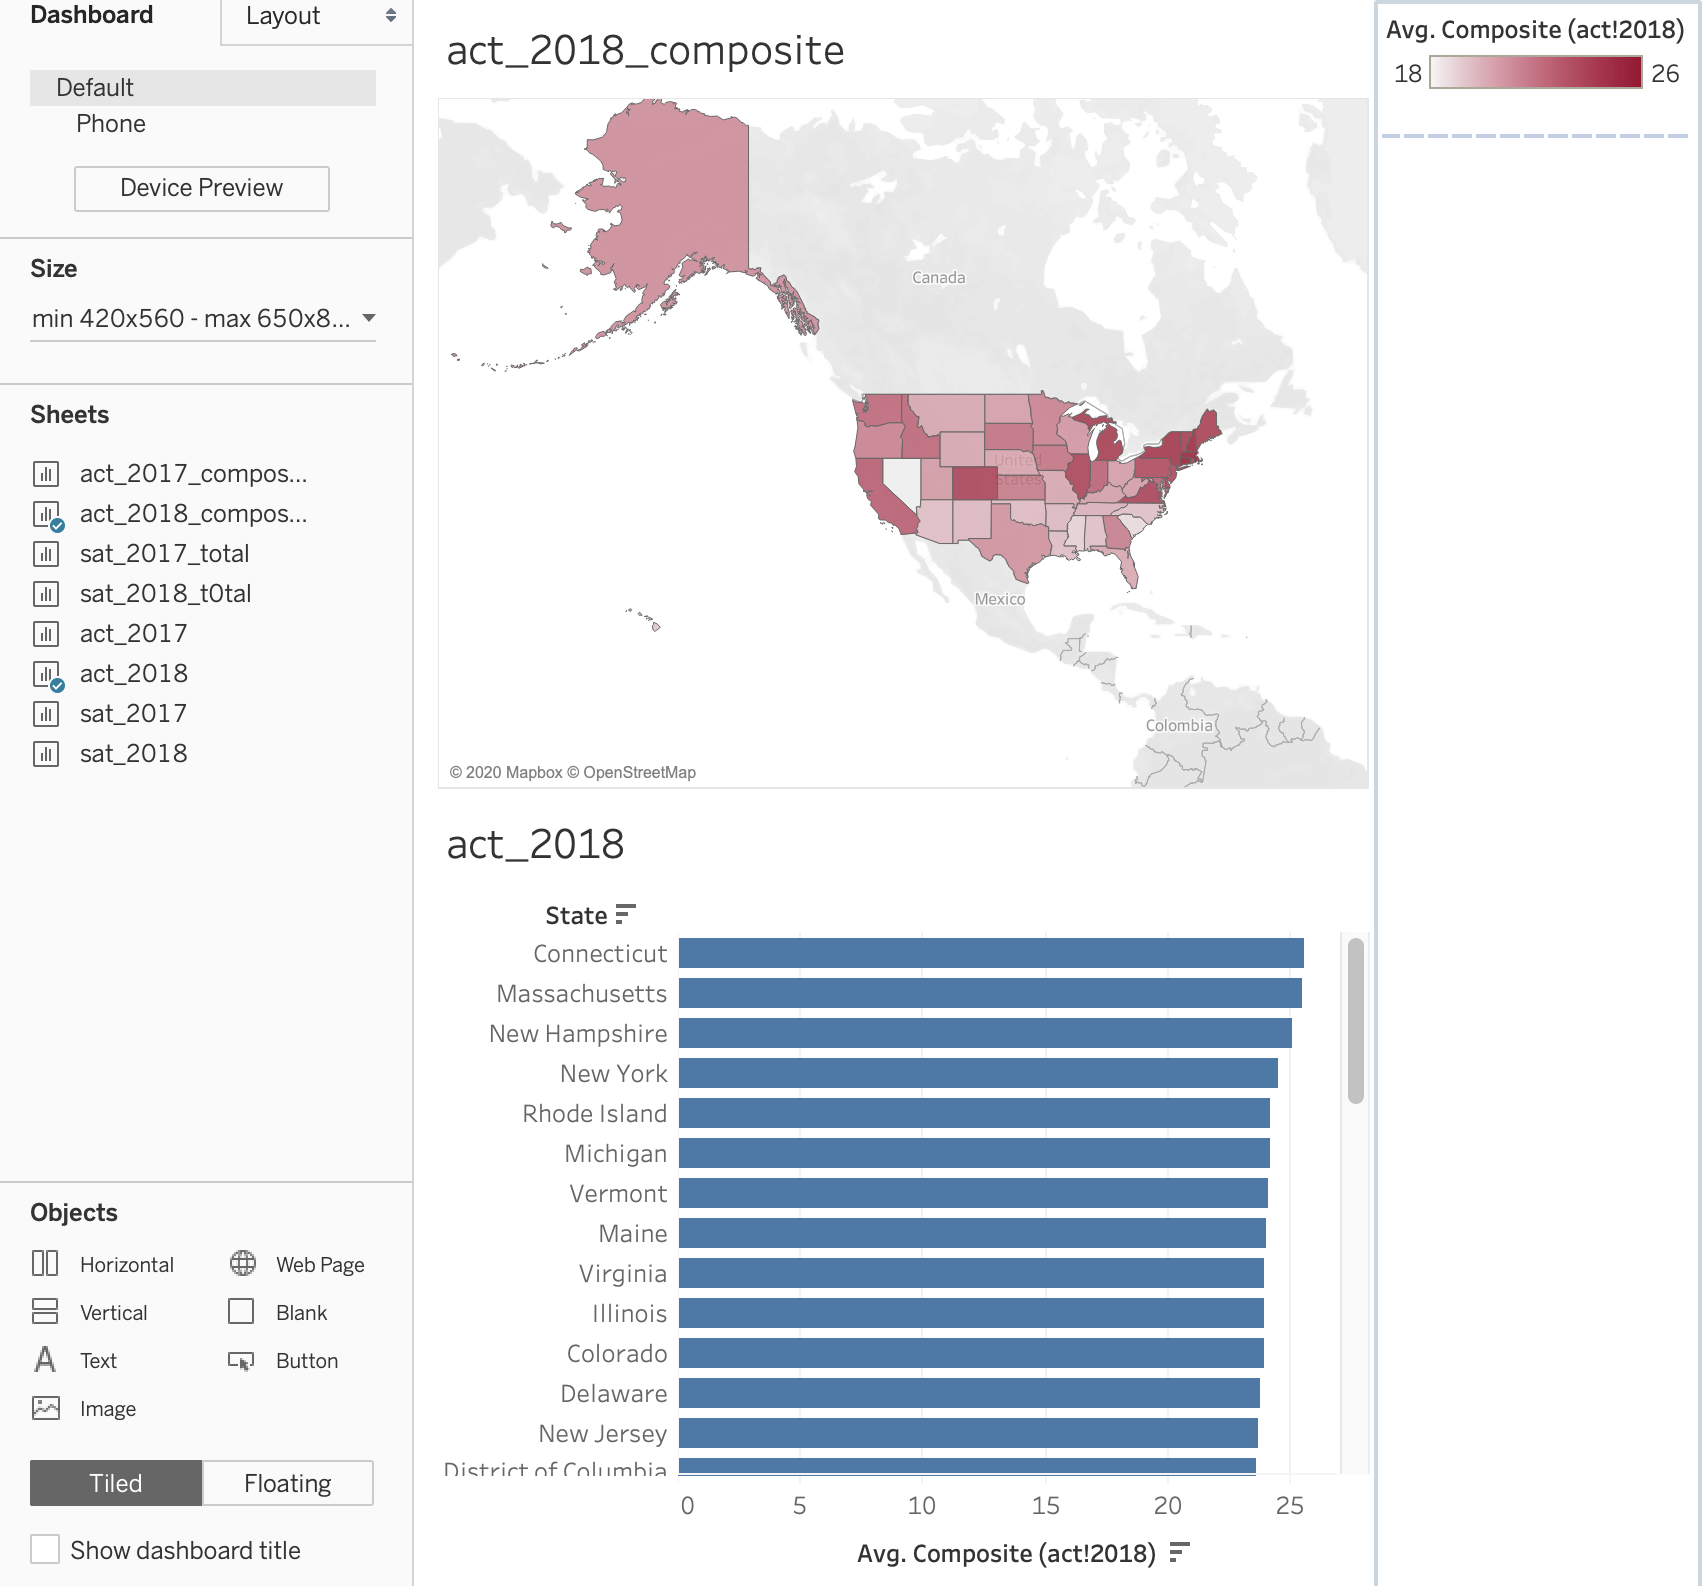 Dashboard
Layout
Default
Phone
Device Preview
Size
min 420x560 - max 650x8...
Sheets
act_2017_compos...
act_2018_compos...
sat_2017_total
sat_2018_t0tal
act_2017
act_2018
sat_2017
sat_2018
Objects
Horizontal
Web Page
Vertical
Blank
Text
Button
Image
Tiled
Floating
Show dashboard title
act_2018_composite
Canada
United
States
Mexico
Colombia
© 2020 Mapbox © OpenStreetMap
act_2018
State
Connecticut
Massachusetts
New Hampshire
New York
Rhode Island
Michigan
Vermont
Maine
Virginia
Illinois
Colorado
Delaware
New Jersey
District of Columbia
0 5 10 15 20 25
Avg. Composite (act!2018)
Avg. Composite (act!2018)
18 26